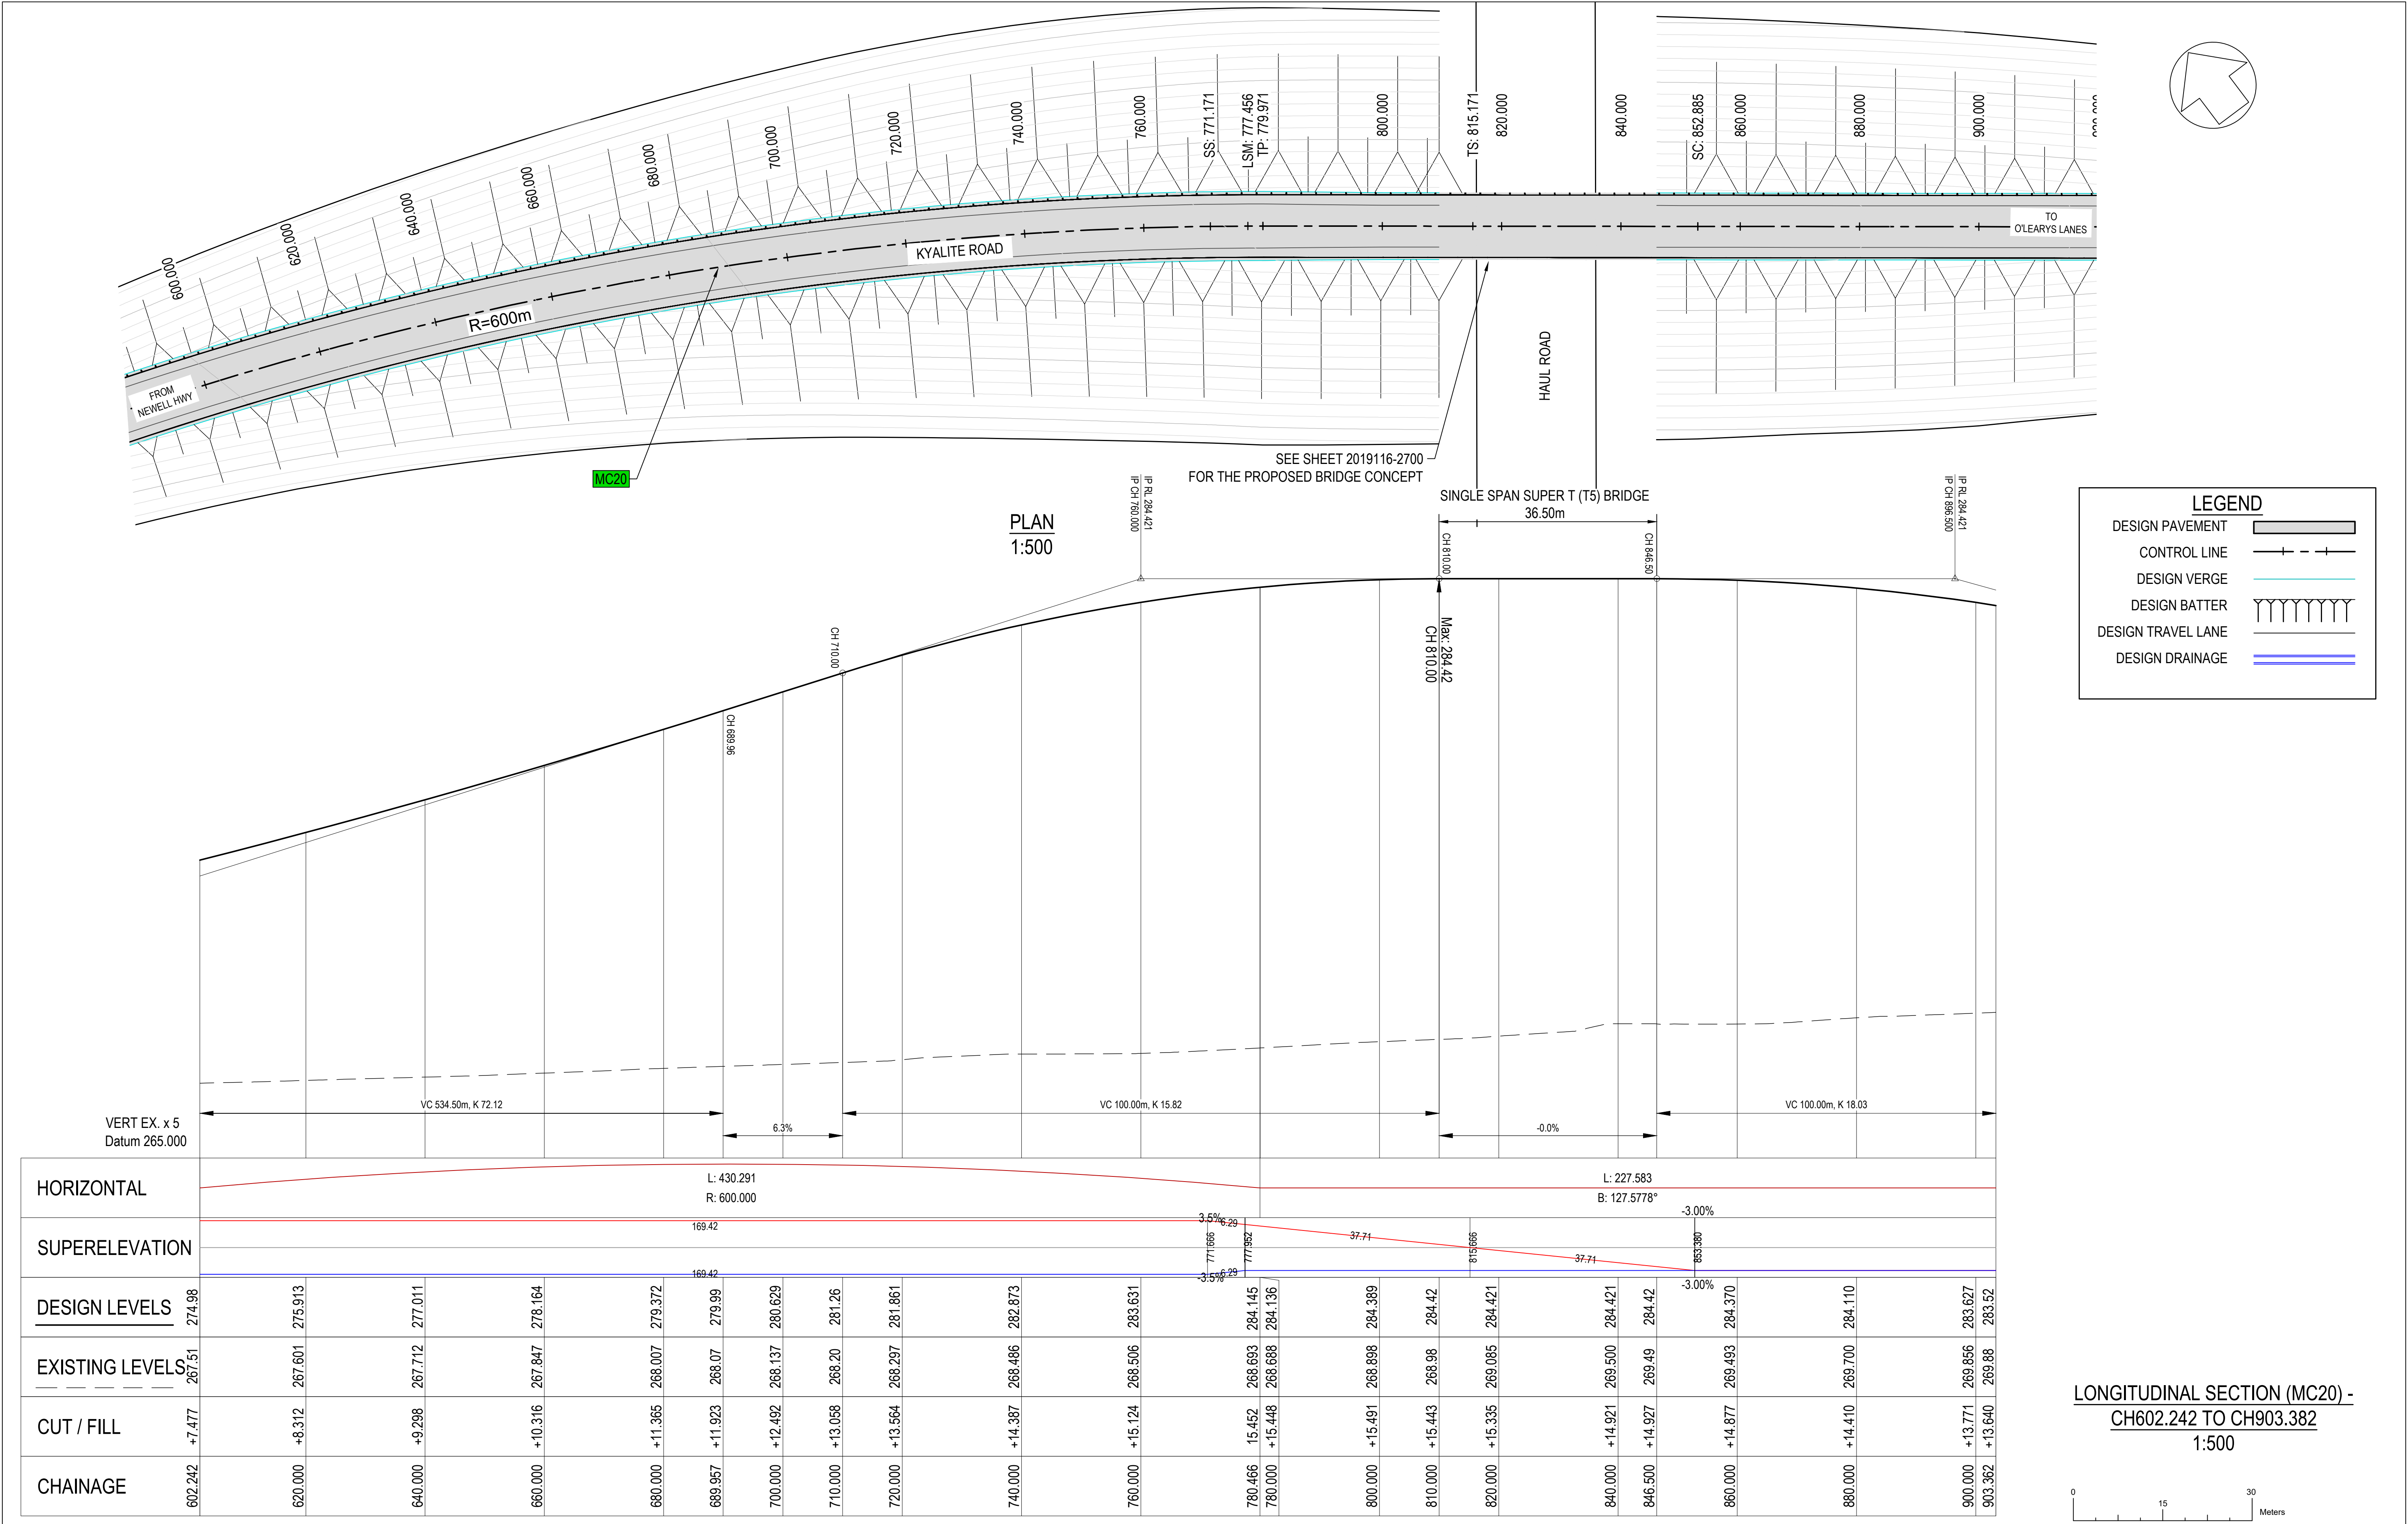 600.000
620.000
640.000
660.000
680.000
700.000
720.000
740.000
760.000
SS: 771.171
LSM: 777.456
TP: 779.971
800.000
TS: 815.171
820.000
840.000
SC: 852.885
860.000
880.000
900.000
FROM
NEWELL HWY
R=600m
KYALITE ROAD
TO
O'LEARYS LANES
HAUL ROAD
MC20
SEE SHEET 2019116-2700
FOR THE PROPOSED BRIDGE CONCEPT
PLAN
1:500
LEGEND
DESIGN PAVEMENT
CONTROL LINE
DESIGN VERGE
DESIGN BATTER
DESIGN TRAVEL LANE
DESIGN DRAINAGE
IP RL 284.421
IP CH 760.000
SINGLE SPAN SUPER T (T5) BRIDGE
36.50m
IP RL 284.421
IP CH 896.500
CH 689.96
CH 710.00
CH 810.00
Max: 284.42
CH 810.00
CH 846.50
VC 534.50m, K 72.12
6.3%
VC 100.00m, K 15.82
-0.0%
VC 100.00m, K 18.03
VERT EX. x 5
Datum 265.000
HORIZONTAL
L: 430.291
R: 600.000
L: 227.583
B: 127.5778°
SUPERELEVATION
169.42
169.42
3.5%
-3.5%
6.29
6.29
771.666
777.952
37.71
815.666
37.71
853.380
-3.00%
-3.00%
DESIGN LEVELS
274.98 275.913 277.011 278.164 279.372 279.99 280.629 281.26 281.861 282.873 283.631 284.145 284.136 284.389 284.42 284.421 284.421 284.42 284.370 284.110 283.627 283.52
EXISTING LEVELS
267.51 267.601 267.712 267.847 268.007 268.07 268.137 268.20 268.297 268.486 268.506 268.693 268.688 268.898 268.98 269.085 269.500 269.49 269.493 269.700 269.856 269.88
CUT / FILL
+7.477 +8.312 +9.298 +10.316 +11.365 +11.923 +12.492 +13.058 +13.564 +14.387 +15.124 15.452 +15.448 +15.491 +15.443 +15.335 +14.921 +14.927 +14.877 +14.410 +13.771 +13.640
CHAINAGE
602.242 620.000 640.000 660.000 680.000 689.957 700.000 710.000 720.000 740.000 760.000 780.466 780.000 800.000 810.000 820.000 840.000 846.500 860.000 880.000 900.000 903.362
LONGITUDINAL SECTION (MC20) -
CH602.242 TO CH903.382
1:500
0 15 30
Meters